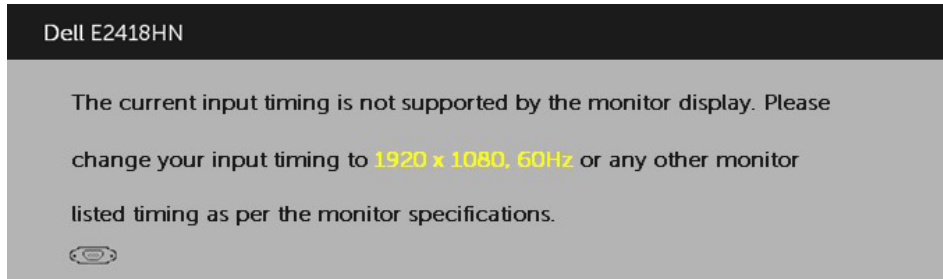 Dell E2418HN
The current input timing is not supported by the monitor display. Please
change your input timing to 1920 x 1080, 60Hz or any other monitor
listed timing as per the monitor specifications.